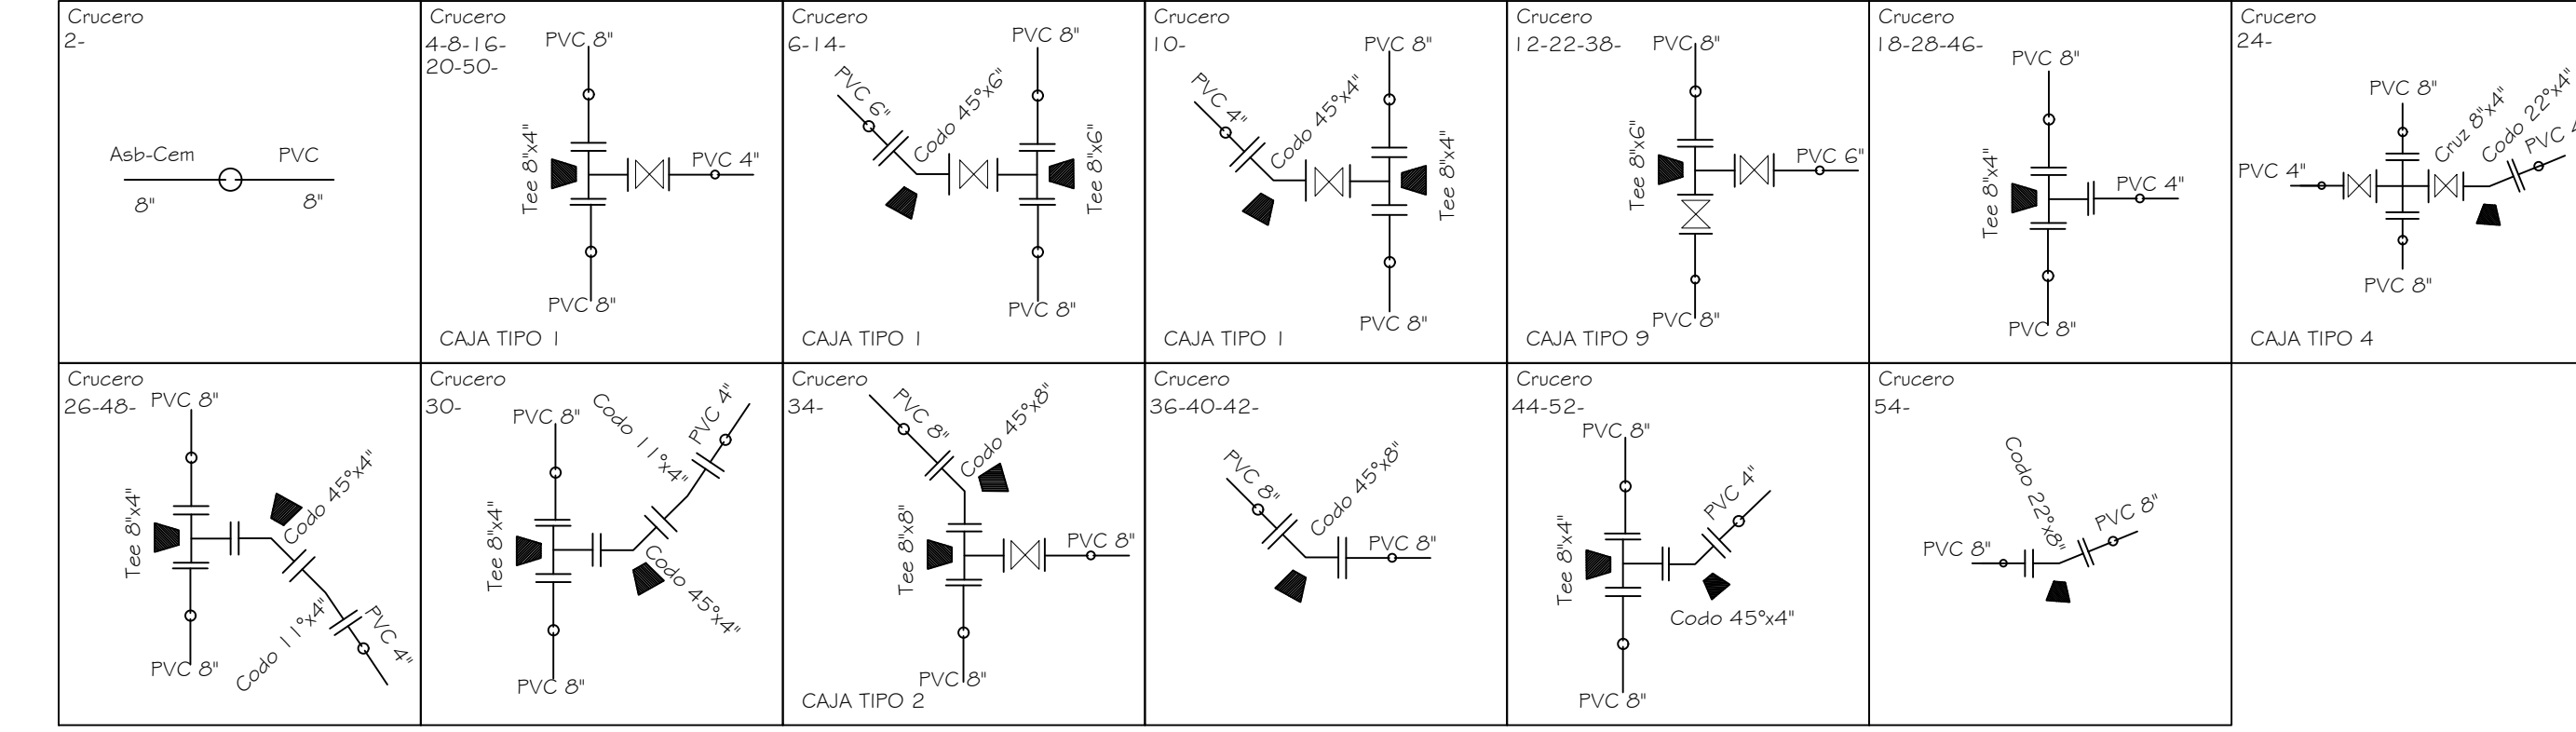 Crucero
2-
Asb-Cem
PVC
8"
8"
Crucero
4-8-16-
20-50-
PVC 8"
Tee 8"x4"
PVC 4"
PVC 8"
CAJA TIPO 1
Crucero
6-14-
PVC 8"
PVC 6"
Codo 45°x6"
Tee 8"x6"
PVC 8"
CAJA TIPO 1
Crucero
10-
PVC 8"
PVC 4"
Codo 45°x4"
Tee 8"x4"
PVC 8"
CAJA TIPO 1
Crucero
12-22-38-
PVC 8"
Tee 8"x6"
PVC 6"
PVC 8"
CAJA TIPO 9
Crucero
18-28-46-
PVC 8"
Tee 8"x4"
PVC 4"
PVC 8"
Crucero
24-
PVC 8"
Cruz 8"x4"
Codo 22°x4"
PVC 4"
PVC
PVC 8"
CAJA TIPO 4
Crucero
26-48-
PVC 8"
Tee 8"x4"
Codo 45°x4"
Codo 11°x4"
PVC 4"
PVC 8"
Crucero
30-
PVC 8"
Codo 11°x4"
PVC 4"
Tee 8"x4"
Codo 45°x4"
PVC 8"
Crucero
34-
PVC 8"
Codo 45°x8"
Tee 8"x8"
PVC 8"
PVC 8"
CAJA TIPO 2
Crucero
36-40-42-
PVC 8"
Codo 45°x8"
PVC 8"
Crucero
44-52-
PVC 8"
Tee 8"x4"
PVC 4"
Codo 45°x4"
PVC 8"
Crucero
54-
Codo 22°x8"
PVC 8"
PVC 8"